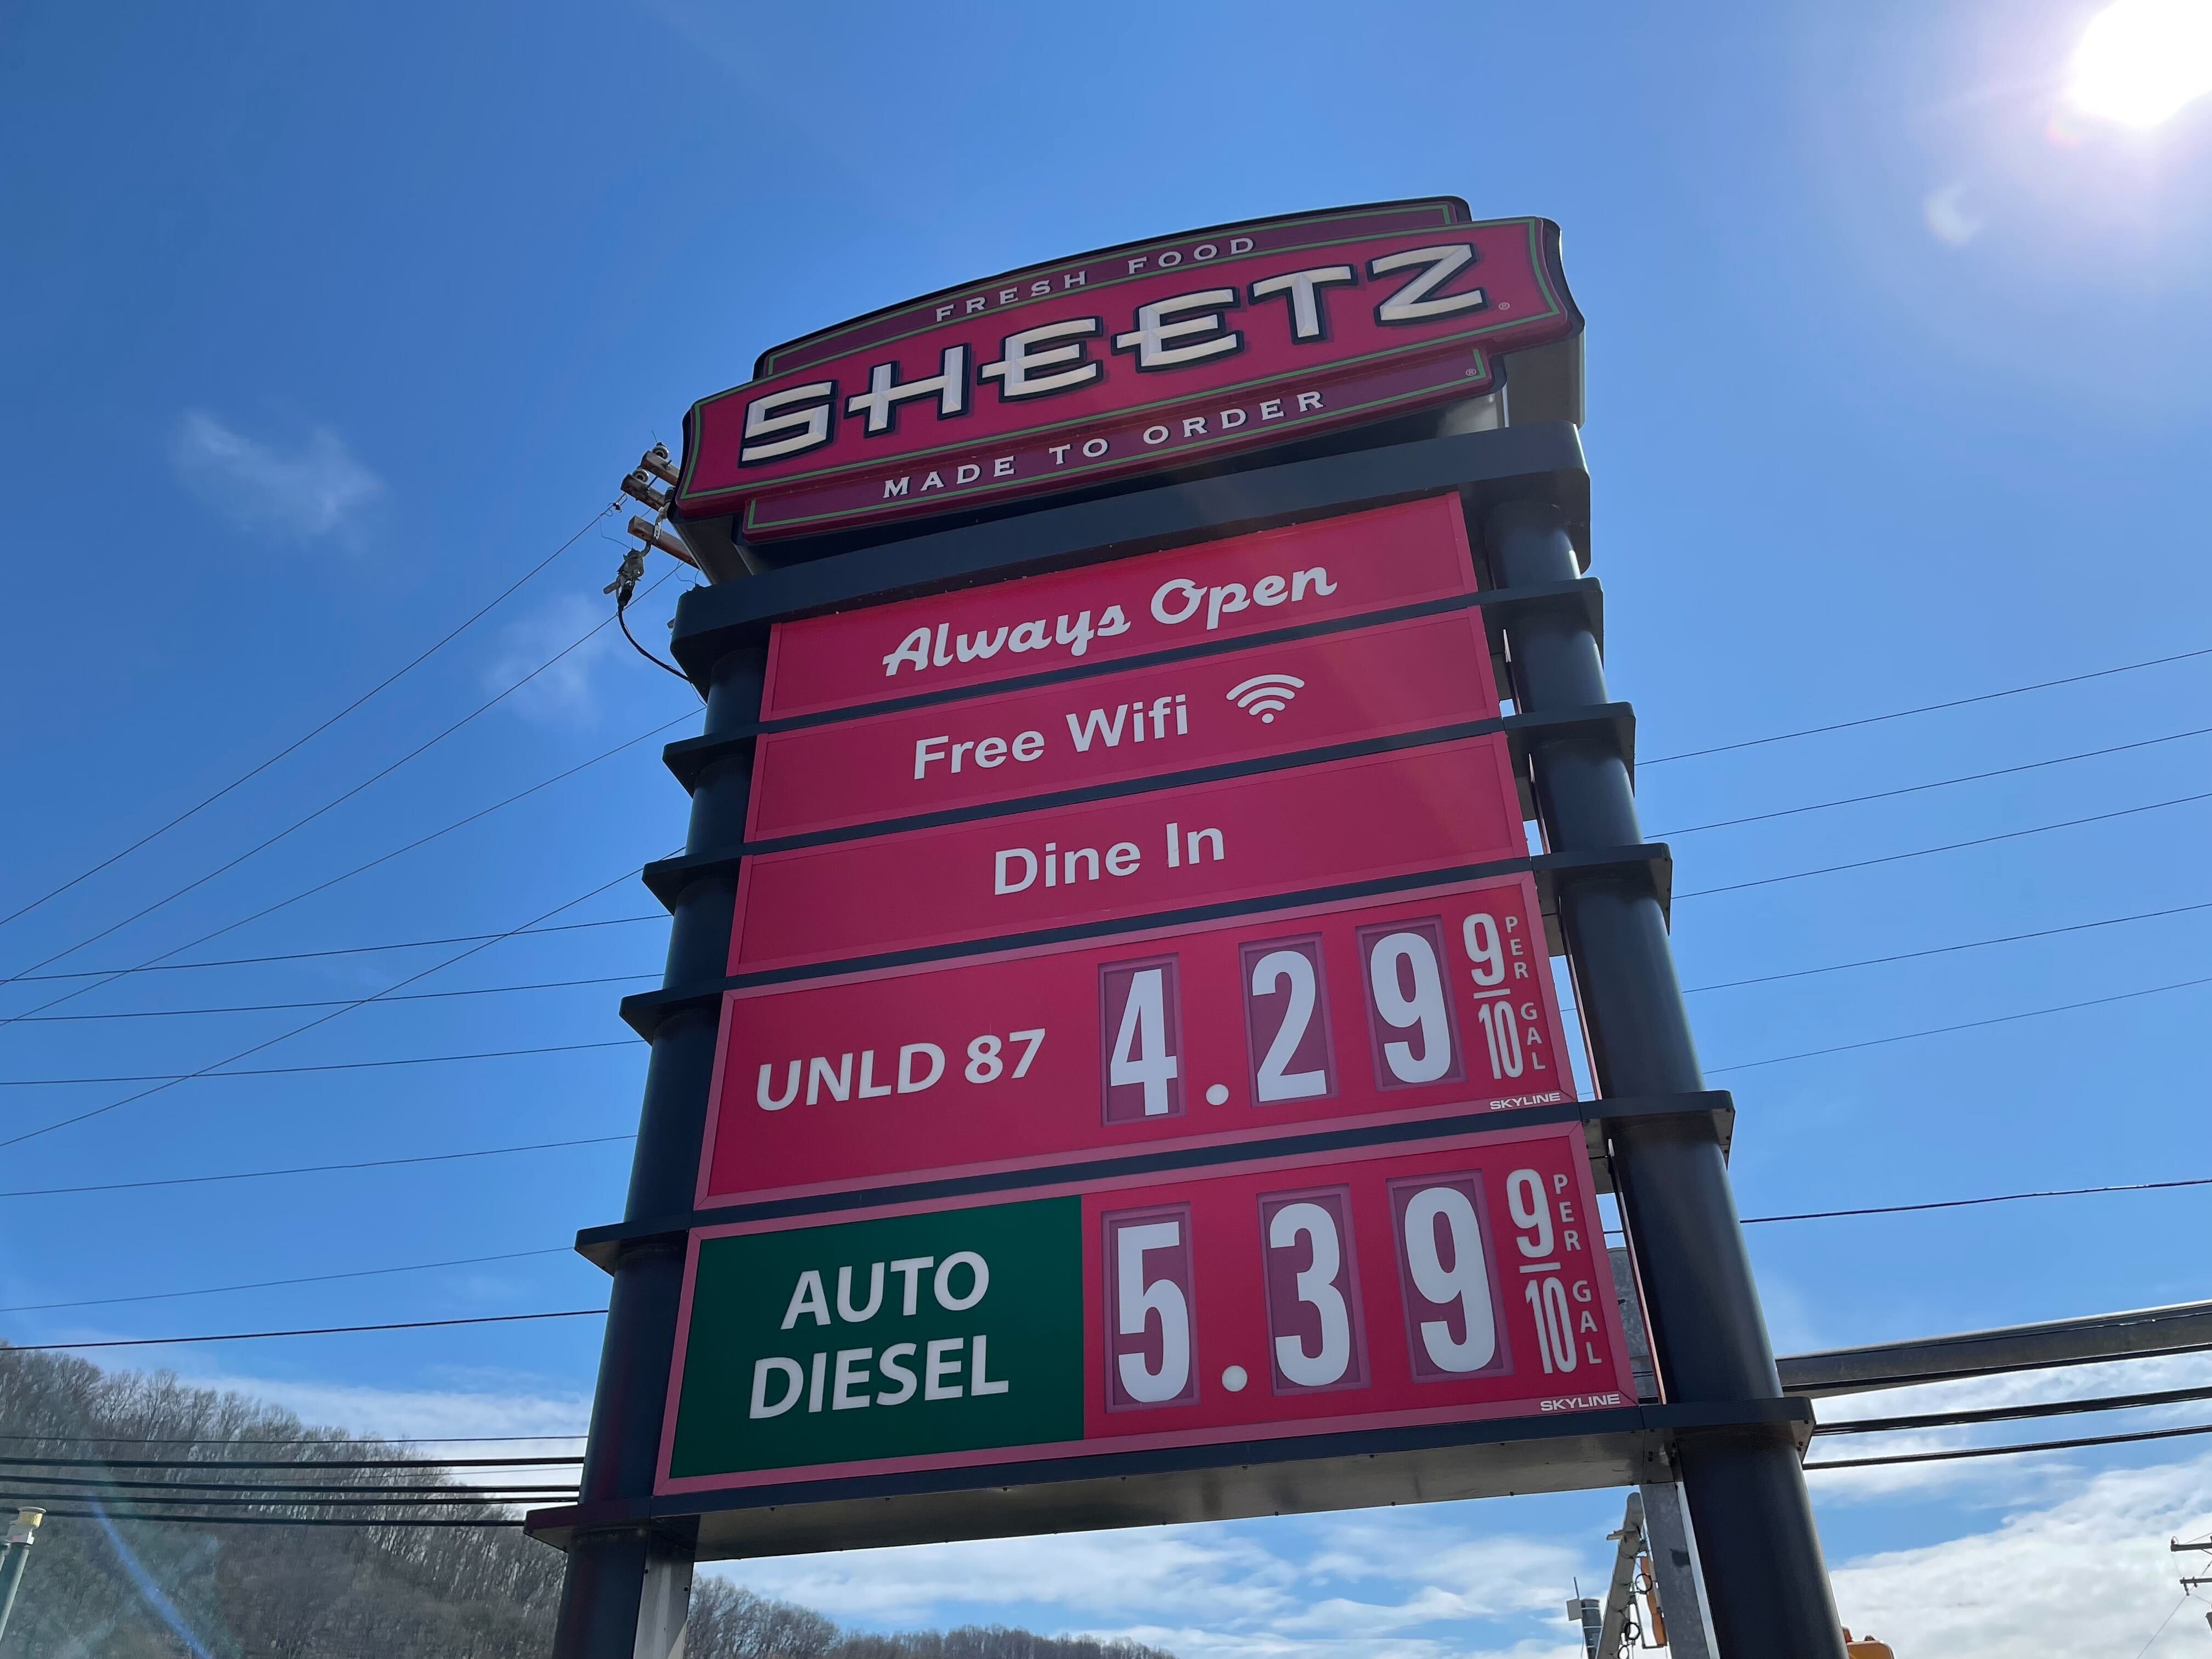 FRESH FOOD
SHEETZ®
MADE TO ORDER®
Always Open
Free Wifi
Dine In
UNLD 87 4.29 9/10 PER GAL
SKYLINE
AUTO
DIESEL
5.39 9/10 PER GAL
SKYLINE